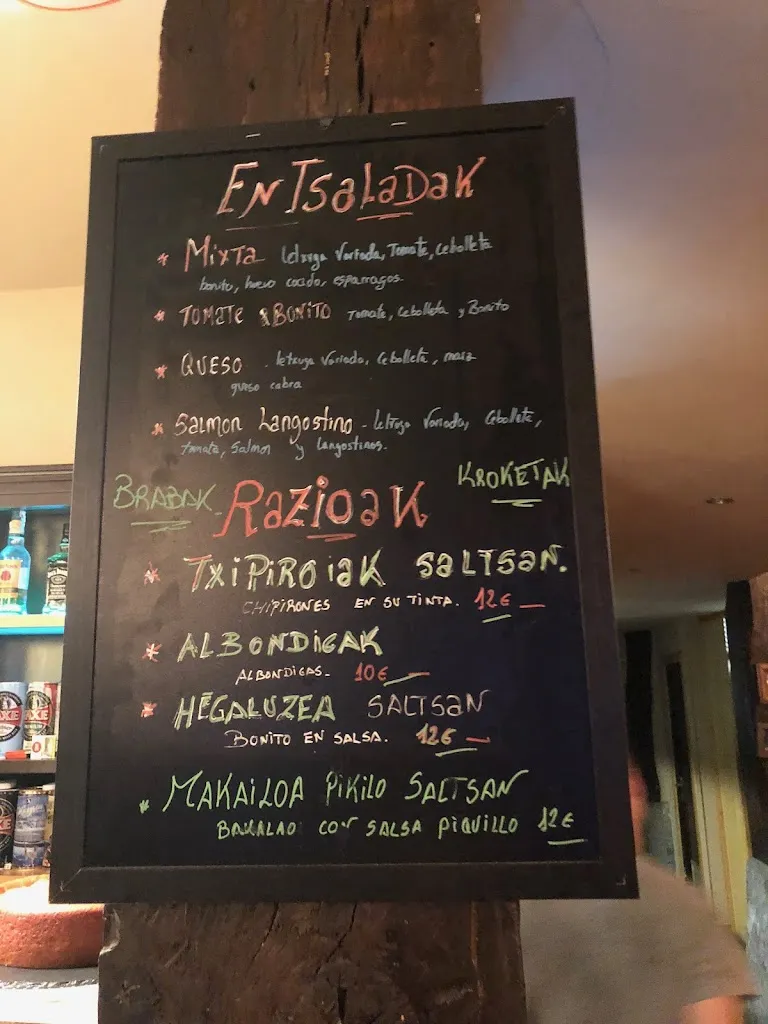 EnTsaLaDaK
* MixTa Letxuga Variada, Tomate, Cebolleta
bonito, huevo cocido, esparragos.
* TOMATE & BONITO Tomate, Cebolleta y Bonito
* QUESO - letxuga Variada, Cebolleta, maiz
queso cabra
* Salmon Langostino - Letxuga Variada, Cebolleta,
tomate, Salmon y Langostinos.
BRABAK
RaZioaK
KROKETAK
* TXiPiRoiaK SaLTSaN.
CHIPIRONES EN SU TINTA. 12€
* ALBONDIGAK
ALBONDIGAS. 10€
* HEGALUZEA SALTSaN
BONITO EN SALSA. 12€
* MAKAILOA PiKiLO SALTSAN
BAKALAO CON SALSA PIQUILLO 12€